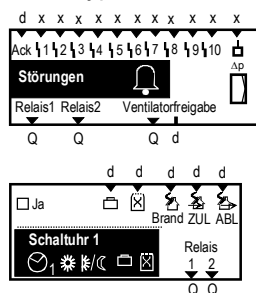 d x x x x x x x x x x x
Ack 1 2 3 4 5 6 7 8 9 10
Δp
Störungen
Relais1 Relais2 Ventilatorfreigabe
Q Q Q d
d d d d d
Ja
Brand ZUL ABL
Schaltuhr 1
Relais
1 / 1 2
Q Q